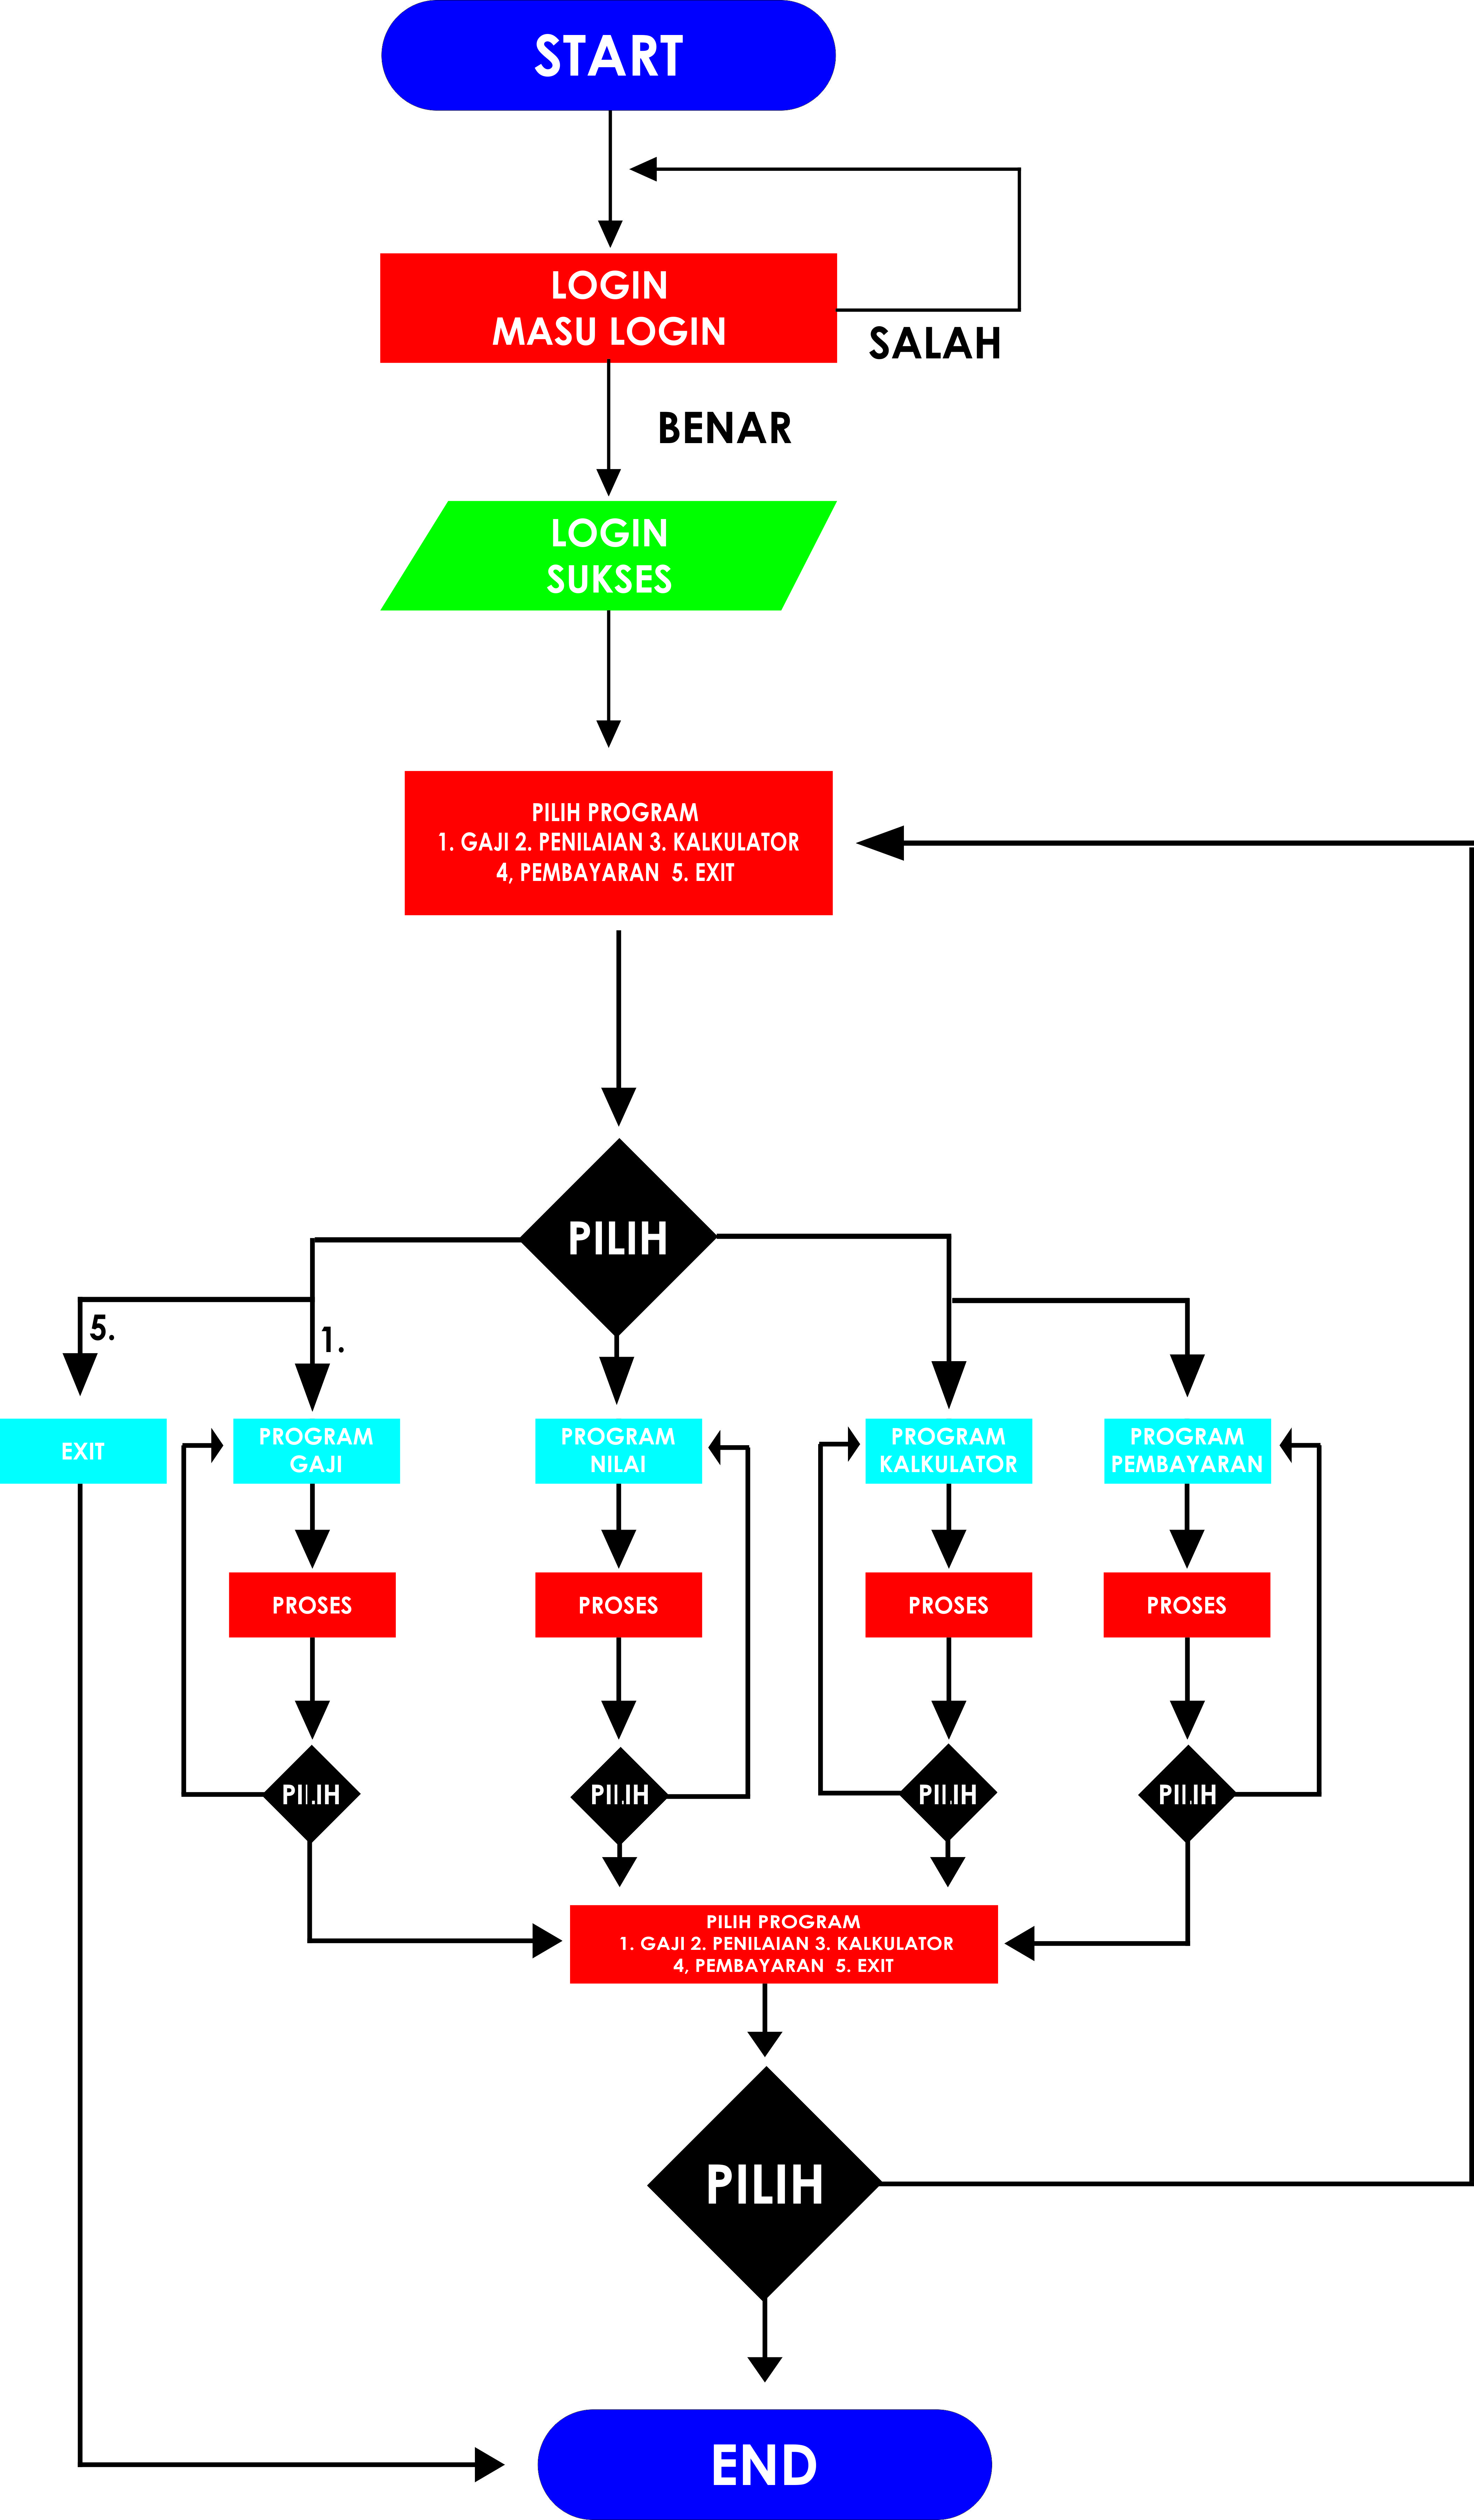 START
LOGIN
MASU LOGIN
SALAH
BENAR
LOGIN
SUKSES
PILIH PROGRAM
1. GAJI 2. PENILAIAN 3. KALKULATOR
4, PEMBAYARAN 5. EXIT
PILIH
5.
1.
EXIT
PROGRAM
GAJI
PROGRAM
NILAI
PROGRAM
KALKULATOR
PROGRAM
PEMBAYARAN
PROSES
PROSES
PROSES
PROSES
PILIH
PILIH
PILIH
PILIH
PILIH PROGRAM
1. GAJI 2. PENILAIAN 3. KALKULATOR
4, PEMBAYARAN 5. EXIT
PILIH
END